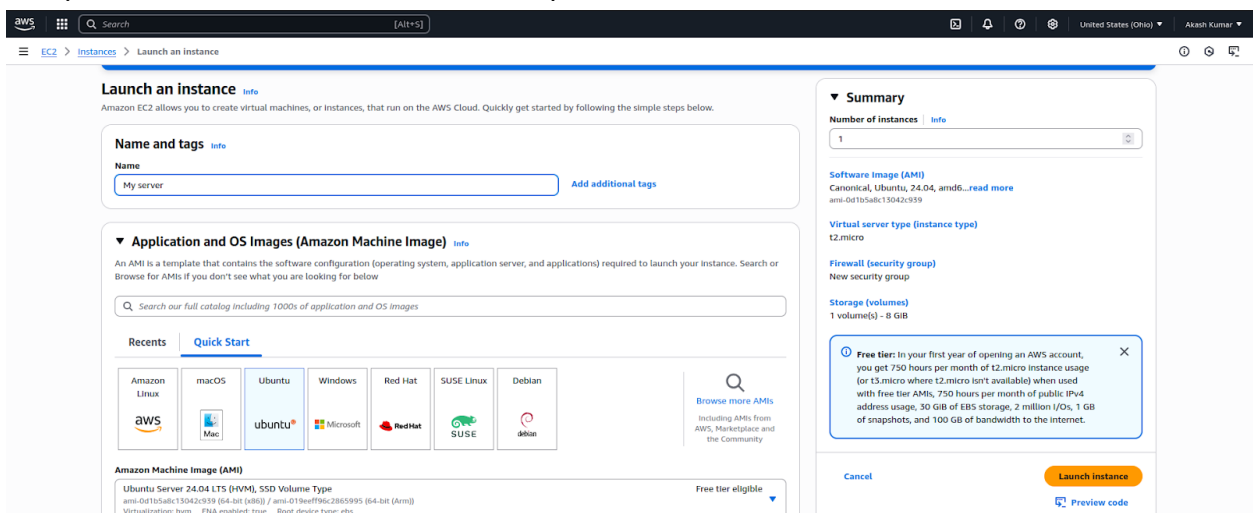 aws
Search
[Alt+S]
United States (Ohio)
Akash Kumar
EC2 > Instances > Launch an instance
Launch an instance Info
Amazon EC2 allows you to create virtual machines, or instances, that run on the AWS Cloud. Quickly get started by following the simple steps below.
Name and tags Info
Name
My server
Add additional tags
Application and OS Images (Amazon Machine Image) Info
An AMI is a template that contains the software configuration (operating system, application server, and applications) required to launch your instance. Search or
Browse for AMIs if you don't see what you are looking for below
Search our full catalog including 1000s of application and OS images
Recents
Quick Start
Amazon
Linux
aws
macOS
Mac
Ubuntu
ubuntu
Windows
Microsoft
Red Hat
RedHat
SUSE Linux
SUSE
Debian
debian
Browse more AMIs
Including AMIs from
AWS, Marketplace and
the Community
Amazon Machine Image (AMI)
Ubuntu Server 24.04 LTS (HVM), SSD Volume Type
Free tier eligible
ami-0d1b5a8c13042c939 (64-bit (x86)) / ami-019eeff96c2865995 (64-bit (Arm))
Virtualization: hvm ENA enabled: true Root device type: ebs
Summary
Number of instances Info
1
Software Image (AMI)
Canonical, Ubuntu, 24.04, amd6...read more
ami-0d1b5a8c13042c939
Virtual server type (instance type)
t2.micro
Firewall (security group)
New security group
Storage (volumes)
1 volume(s) - 8 GiB
Free tier: In your first year of opening an AWS account,
you get 750 hours per month of t2.micro instance usage
(or t3.micro where t2.micro isn't available) when used
with free tier AMIs, 750 hours per month of public IPv4
address usage, 30 GiB of EBS storage, 2 million I/Os, 1 GB
of snapshots, and 100 GB of bandwidth to the internet.
Cancel
Launch instance
Preview code